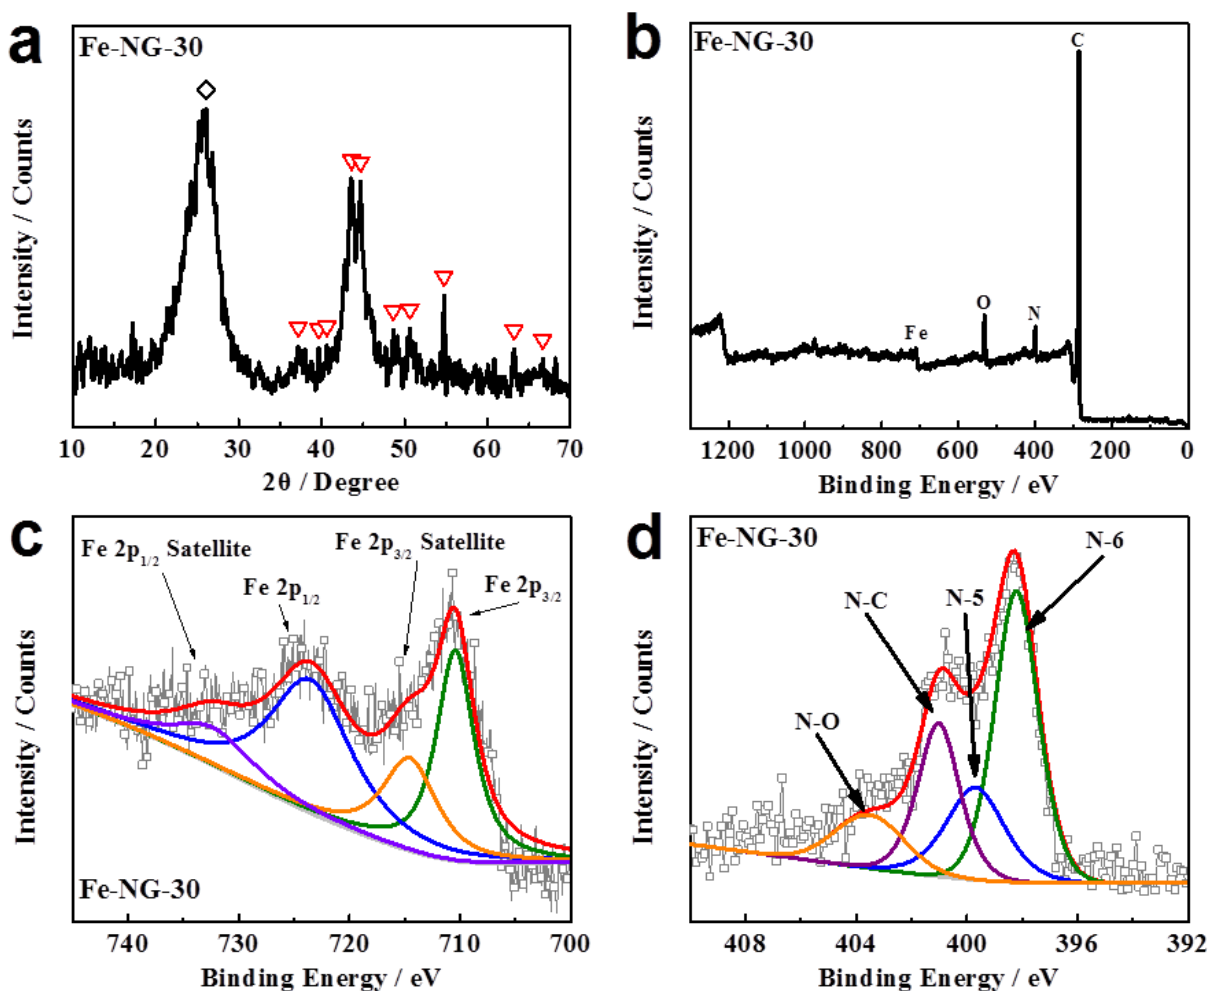 a
Fe-NG-30
Intensity / Counts
10 20 30 40 50 60 70
2θ / Degree
b
Fe-NG-30
C
O
N
Fe
Intensity / Counts
1200 1000 800 600 400 200 0
Binding Energy / eV
c
Fe 2p1/2 Satellite
Fe 2p1/2
Fe 2p3/2 Satellite
Fe 2p3/2
Fe-NG-30
Intensity / Counts
740 730 720 710 700
Binding Energy / eV
d
Fe-NG-30
N-6
N-C
N-5
N-O
Intensity / Counts
408 404 400 396 392
Binding Energy / eV